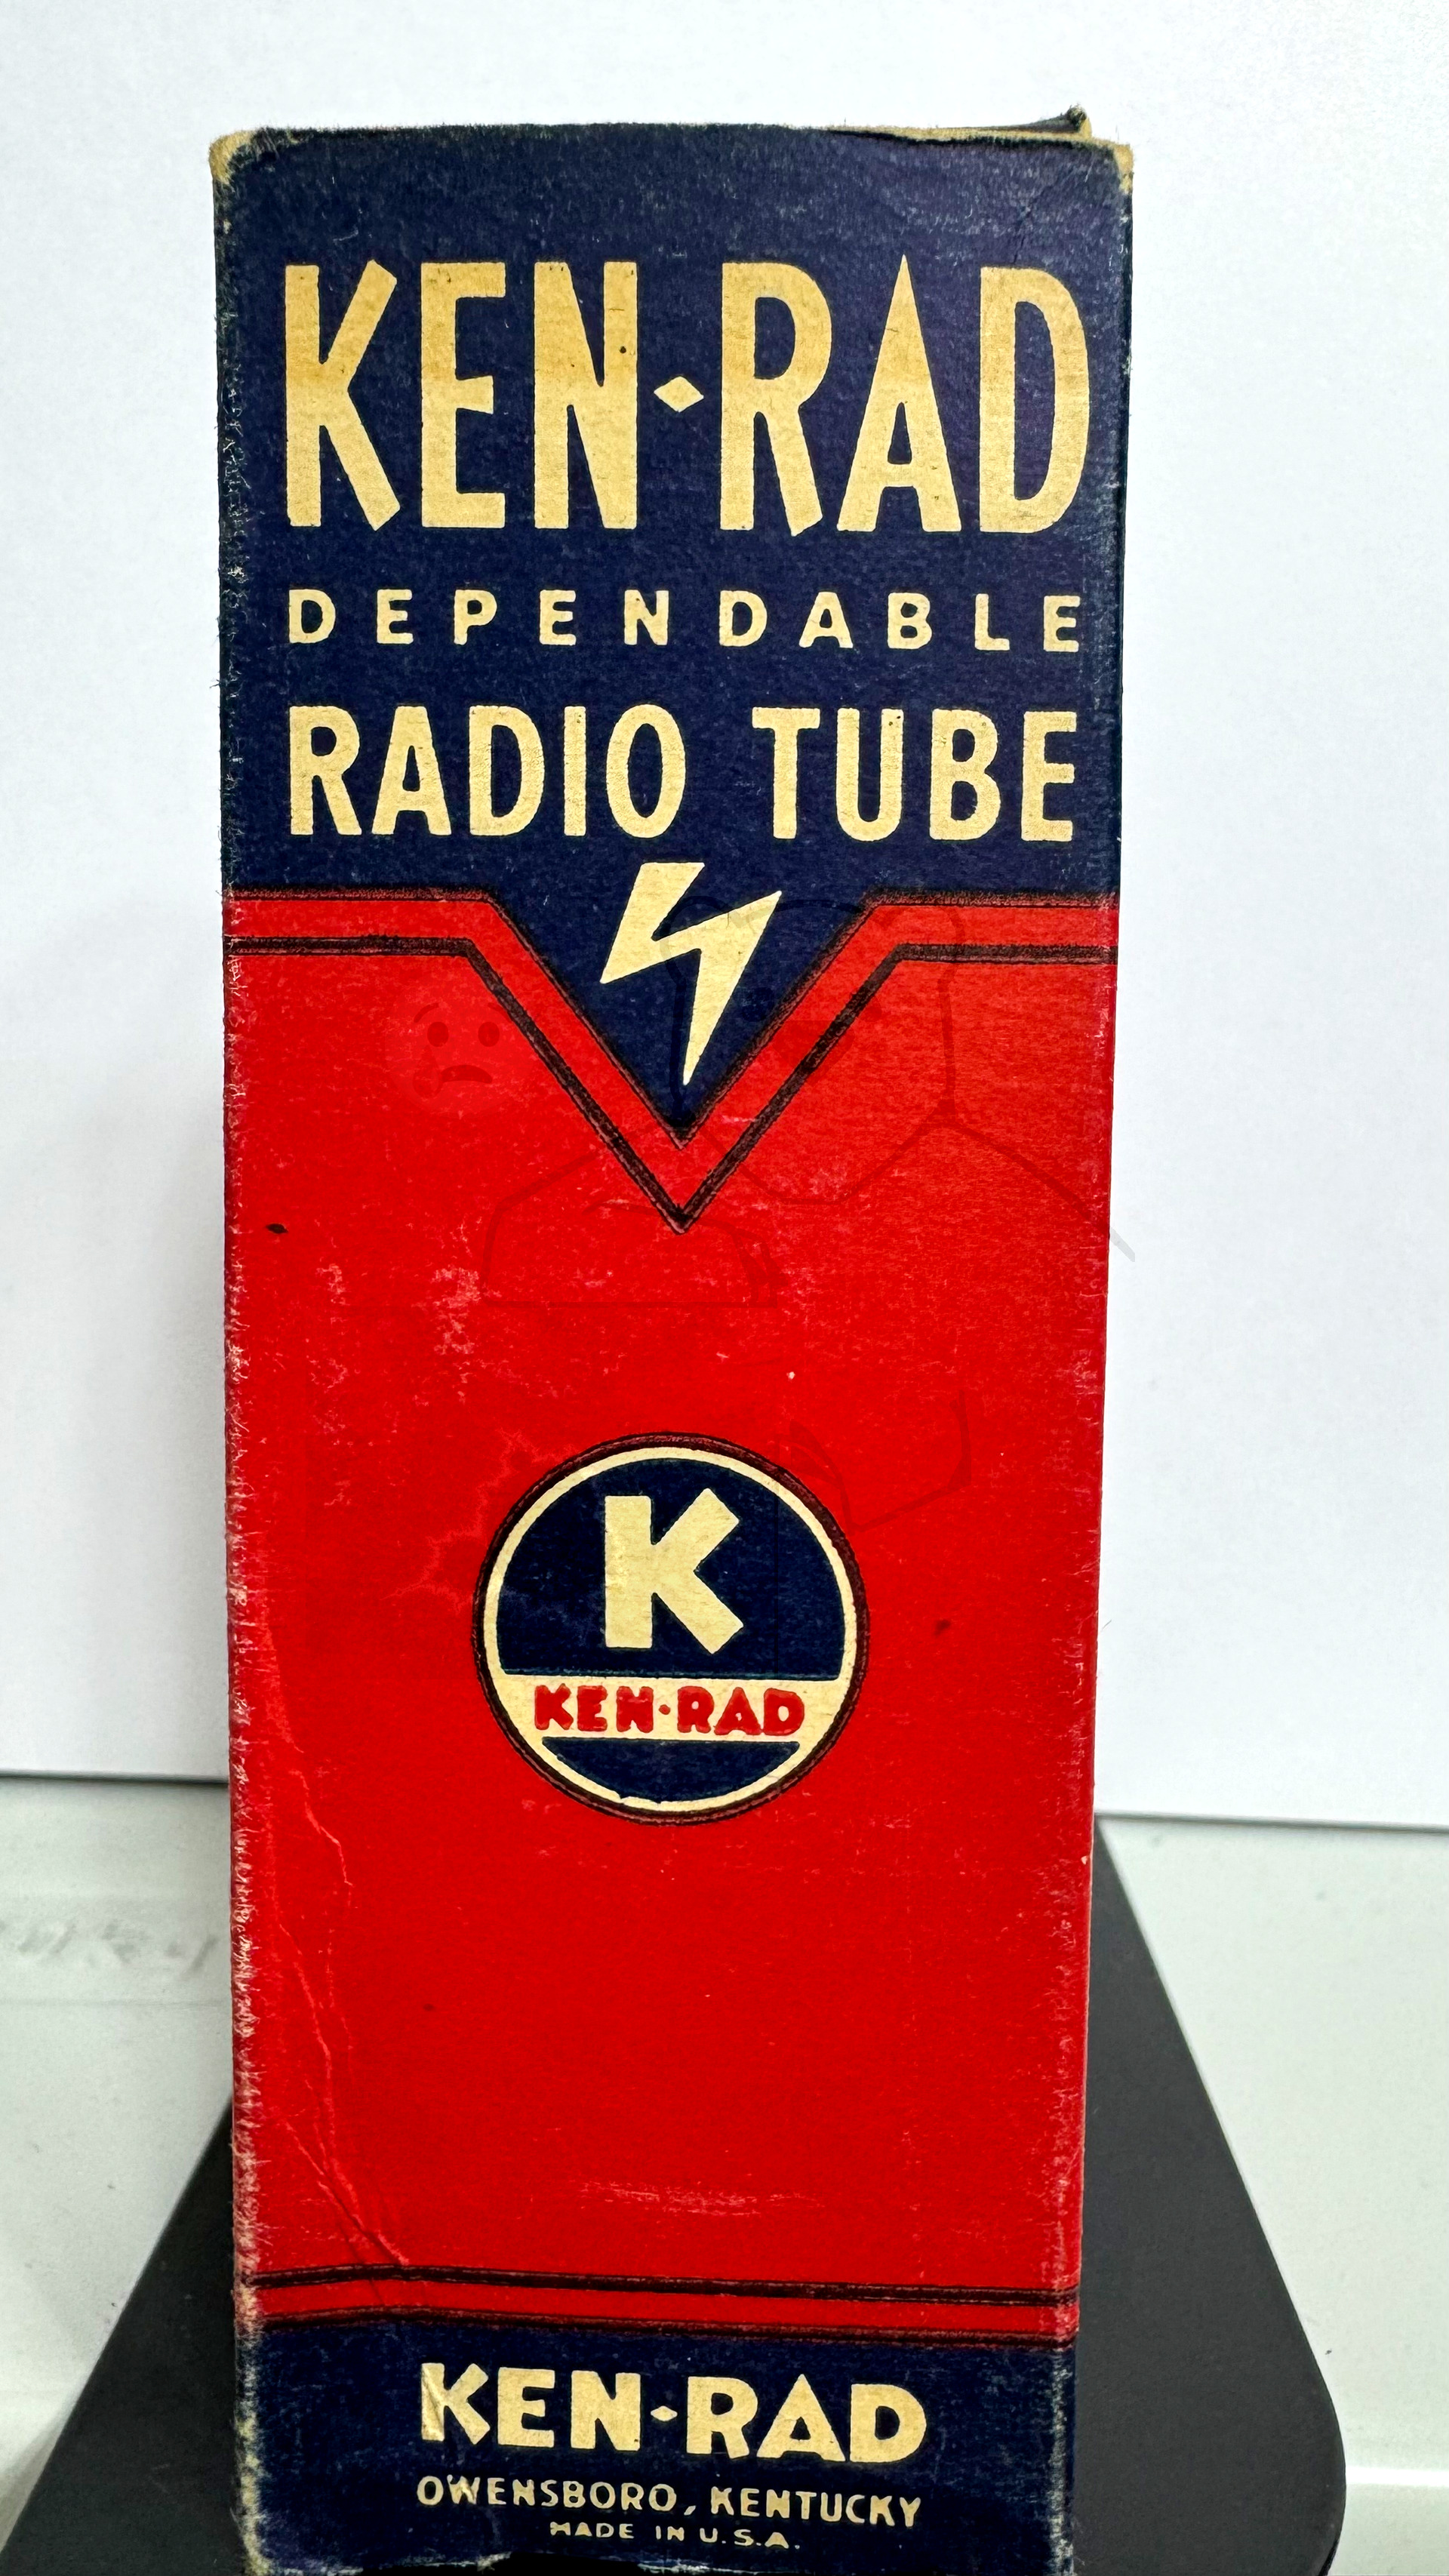 KEN·RAD
DEPENDABLE
RADIO TUBE
K
KEN·RAD
KEN·RAD
OWENSBORO, KENTUCKY
MADE IN U.S.A.